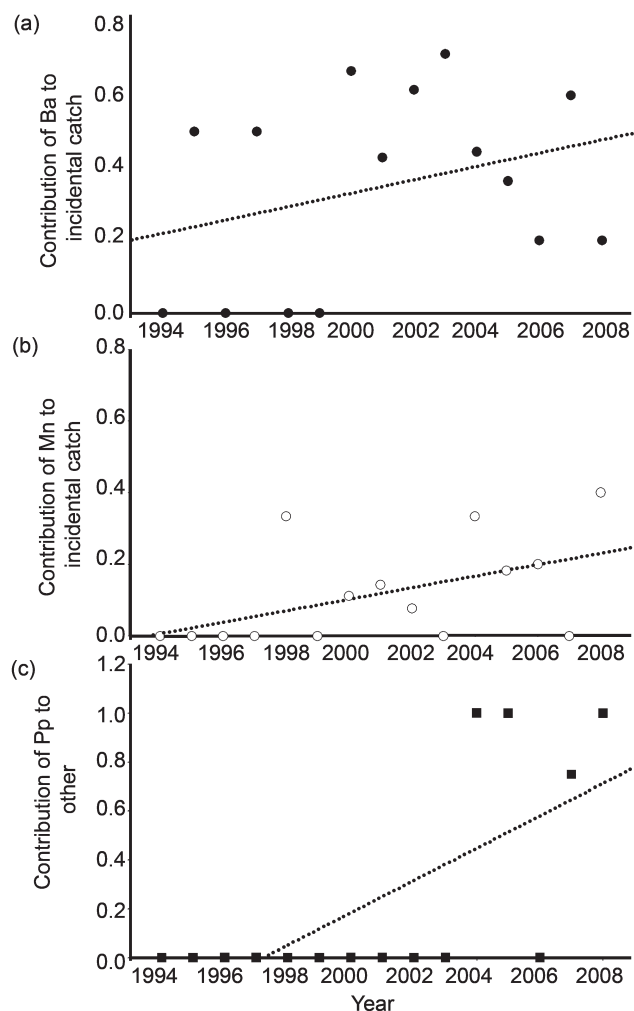 (a)
Contribution of Ba to
incidental catch
0.8
0.6
0.4
0.2
0.0
1994 1996 1998 2000 2002 2004 2006 2008
(b)
Contribution of Mn to
incidental catch
0.8
0.6
0.4
0.2
0.0
1994 1996 1998 2000 2002 2004 2006 2008
(c)
Contribution of Pp to
other
1.2
1.0
0.8
0.6
0.4
0.2
0.0
1994 1996 1998 2000 2002 2004 2006 2008
Year